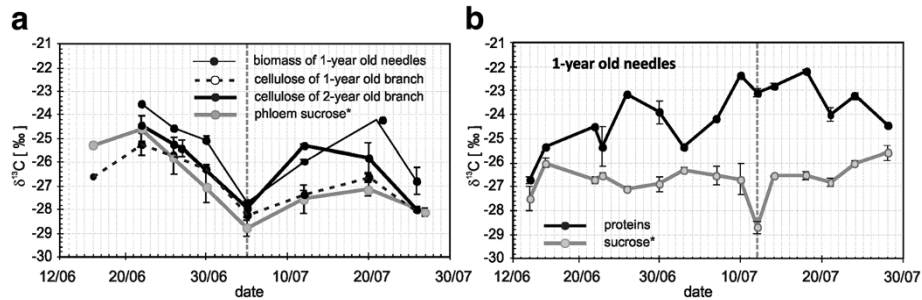 a
-21
-22
-23
-24
-25
-26
-27
-28
-29
-30
δ¹³C [ ‰ ]
biomass of 1-year old needles
cellulose of 1-year old branch
cellulose of 2-year old branch
phloem sucrose*
12/06 20/06 30/06 10/07 20/07 30/07
date
b
-21
-22
-23
-24
-25
-26
-27
-28
-29
-30
δ¹³C [ ‰ ]
1-year old needles
proteins
sucrose*
12/06 20/06 30/06 10/07 20/07 30/07
date